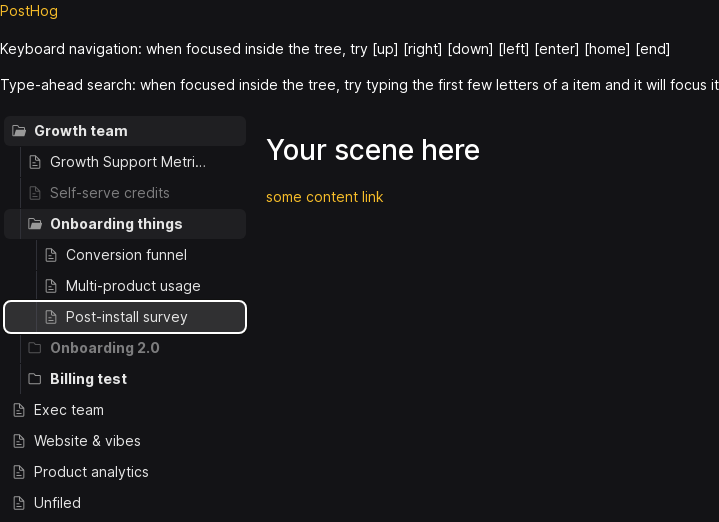 PostHog
Keyboard navigation: when focused inside the tree, try [up] [right] [down] [left] [enter] [home] [end]
Type-ahead search: when focused inside the tree, try typing the first few letters of a item and it will focus it
Growth team
Growth Support Metri...
Self-serve credits
Onboarding things
Conversion funnel
Multi-product usage
Post-install survey
Onboarding 2.0
Billing test
Exec team
Website & vibes
Product analytics
Unfiled
Your scene here
some content link